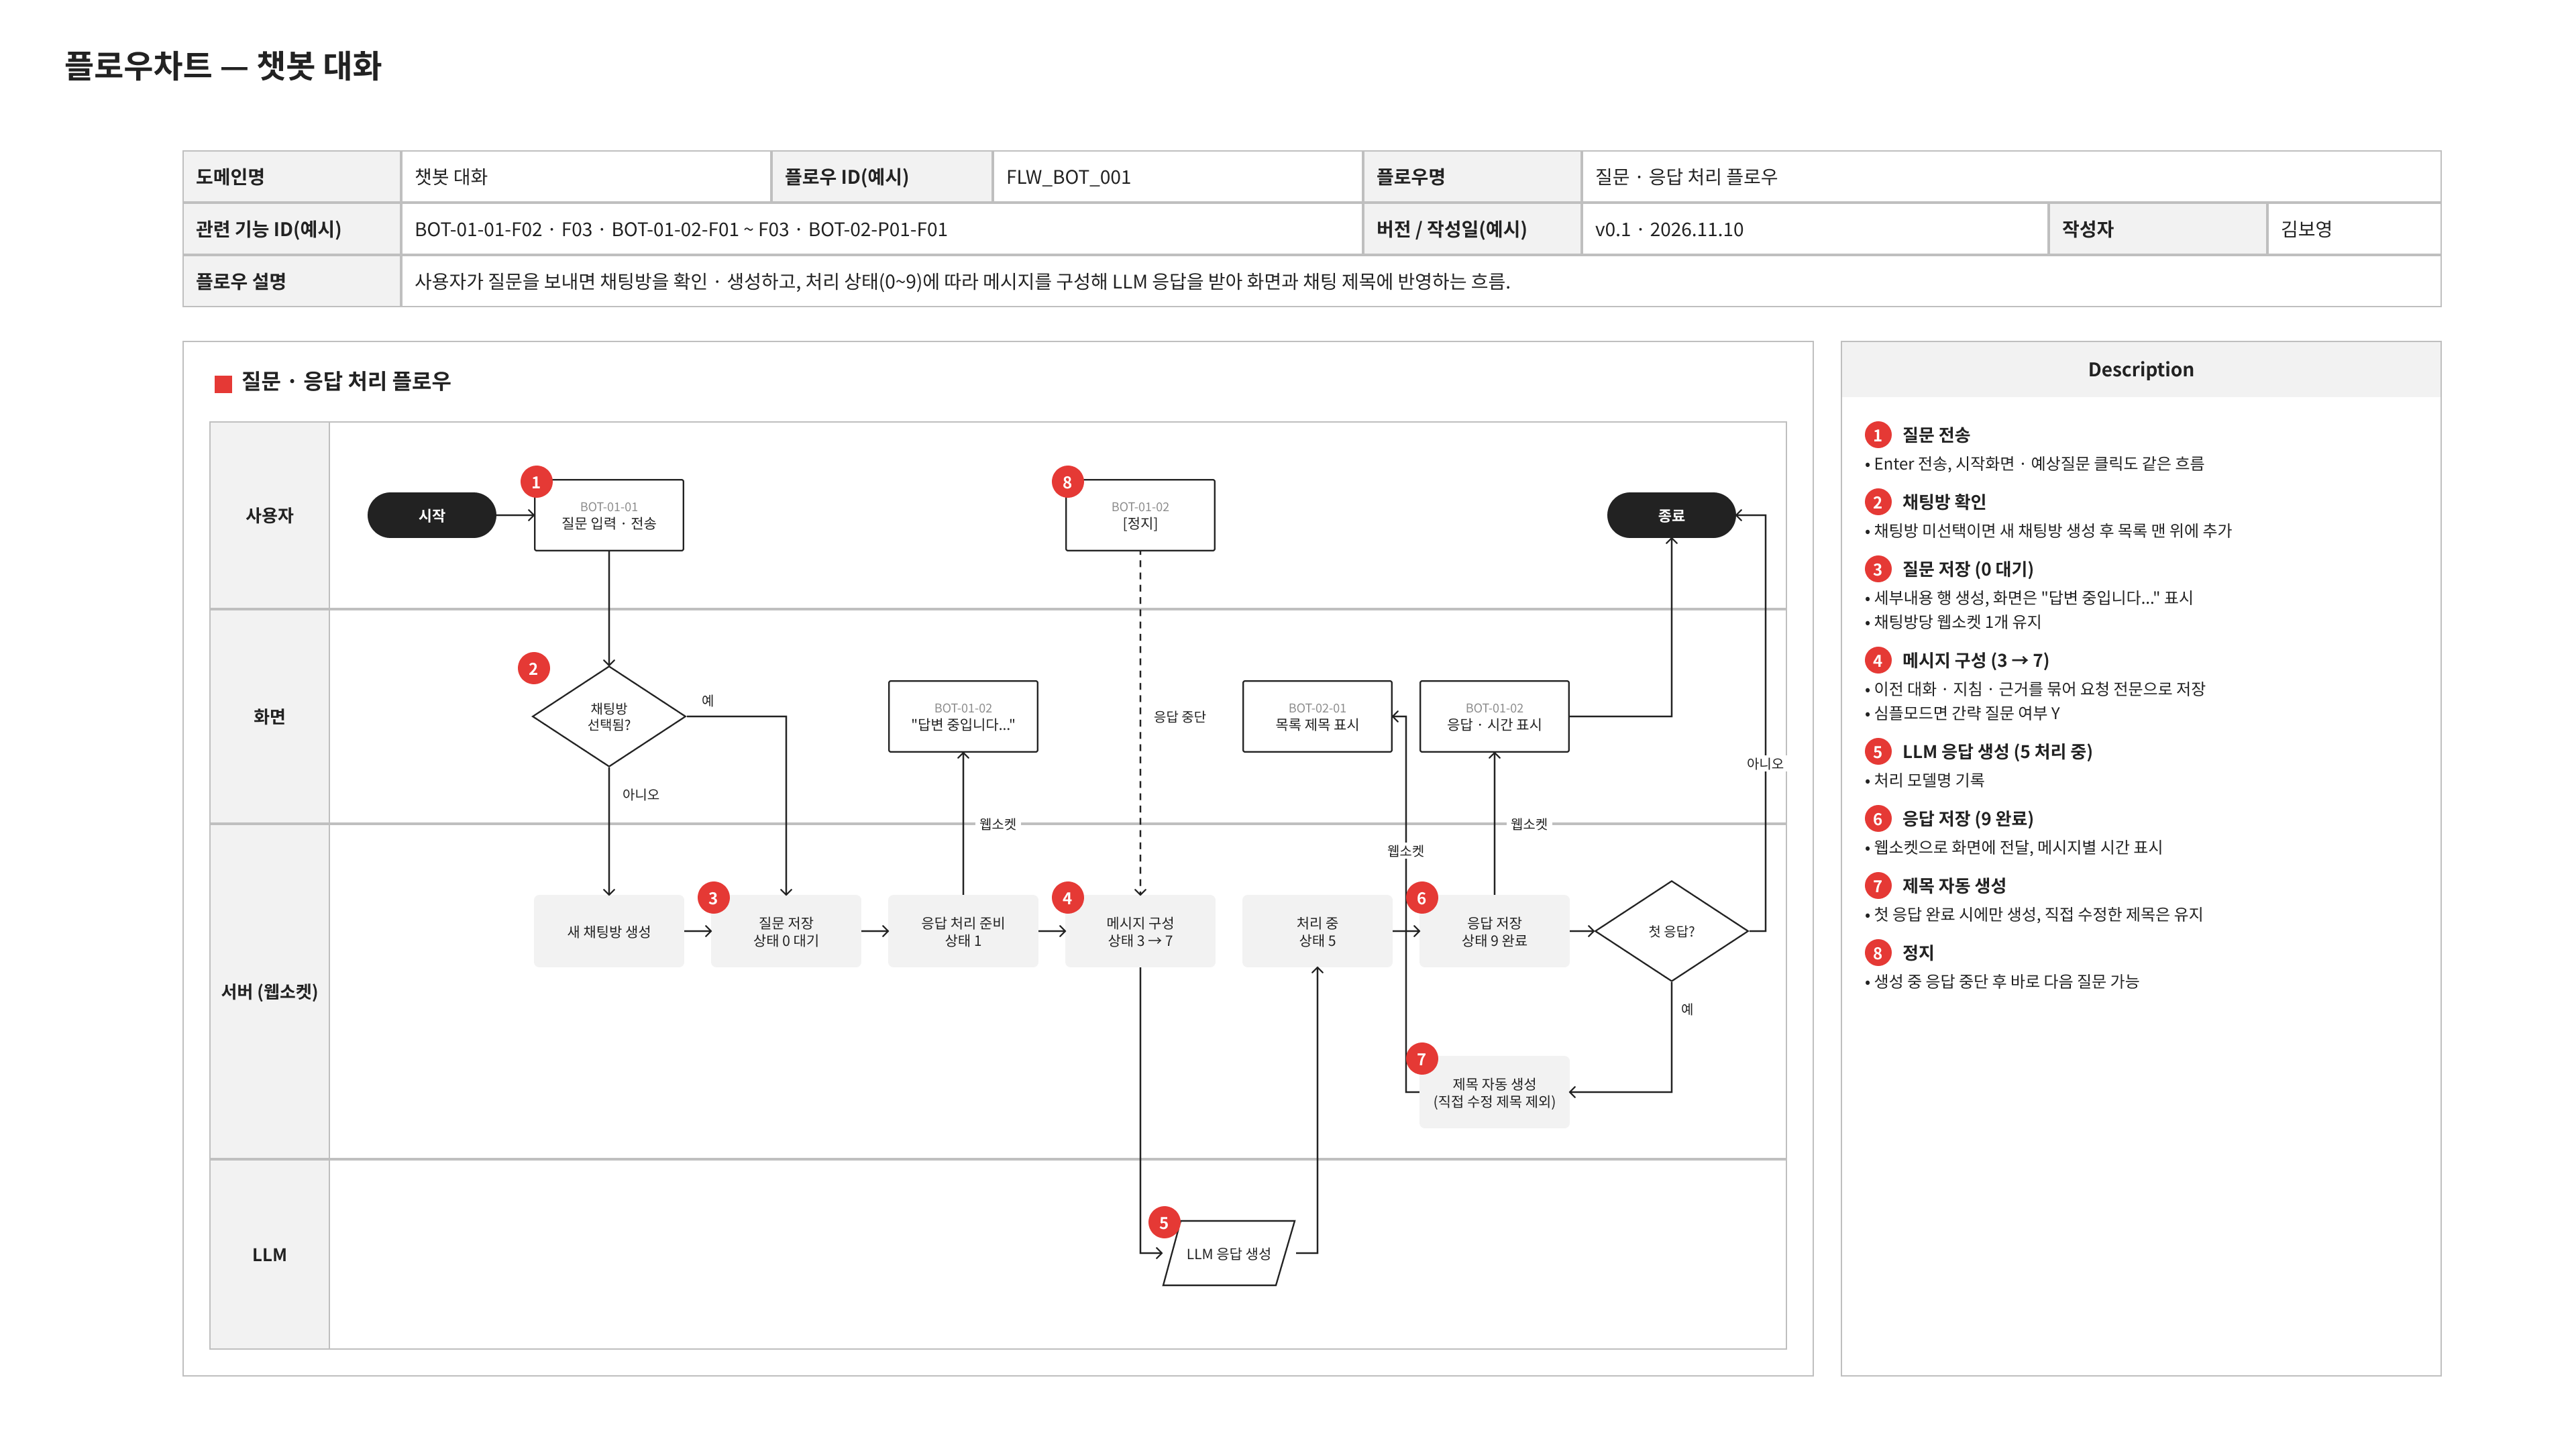 플로우차트 — 챗봇 대화
도메인명
챗봇 대화
플로우 ID(예시)
FLW_BOT_001
플로우명
질문 · 응답 처리 플로우
관련 기능 ID(예시)
BOT-01-01-F02 · F03 · BOT-01-02-F01 ~ F03 · BOT-02-P01-F01
버전 / 작성일(예시)
v0.1 · 2026.11.10
작성자
김보영
플로우 설명
사용자가 질문을 보내면 채팅방을 확인 · 생성하고, 처리 상태(0~9)에 따라 메시지를 구성해 LLM 응답을 받아 화면과 채팅 제목에 반영하는 흐름.
질문 · 응답 처리 플로우
사용자
시작
1
BOT-01-01
질문 입력 · 전송
8
BOT-01-02
[정지]
종료
화면
2
채팅방
선택됨?
예
아니오
BOT-01-02
"답변 중입니다..."
응답 중단
BOT-02-01
목록 제목 표시
BOT-01-02
응답 · 시간 표시
아니오
웹소켓
웹소켓
웹소켓
서버 (웹소켓)
새 채팅방 생성
3
질문 저장
상태 0 대기
응답 처리 준비
상태 1
4
메시지 구성
상태 3 → 7
처리 중
상태 5
6
응답 저장
상태 9 완료
첫 응답?
예
7
제목 자동 생성
(직접 수정 제목 제외)
LLM
5
LLM 응답 생성
Description
1 질문 전송
• Enter 전송, 시작화면 · 예상질문 클릭도 같은 흐름
2 채팅방 확인
• 채팅방 미선택이면 새 채팅방 생성 후 목록 맨 위에 추가
3 질문 저장 (0 대기)
• 세부내용 행 생성, 화면은 "답변 중입니다..." 표시
• 채팅방당 웹소켓 1개 유지
4 메시지 구성 (3 → 7)
• 이전 대화 · 지침 · 근거를 묶어 요청 전문으로 저장
• 심플모드면 간략 질문 여부 Y
5 LLM 응답 생성 (5 처리 중)
• 처리 모델명 기록
6 응답 저장 (9 완료)
• 웹소켓으로 화면에 전달, 메시지별 시간 표시
7 제목 자동 생성
• 첫 응답 완료 시에만 생성, 직접 수정한 제목은 유지
8 정지
• 생성 중 응답 중단 후 바로 다음 질문 가능